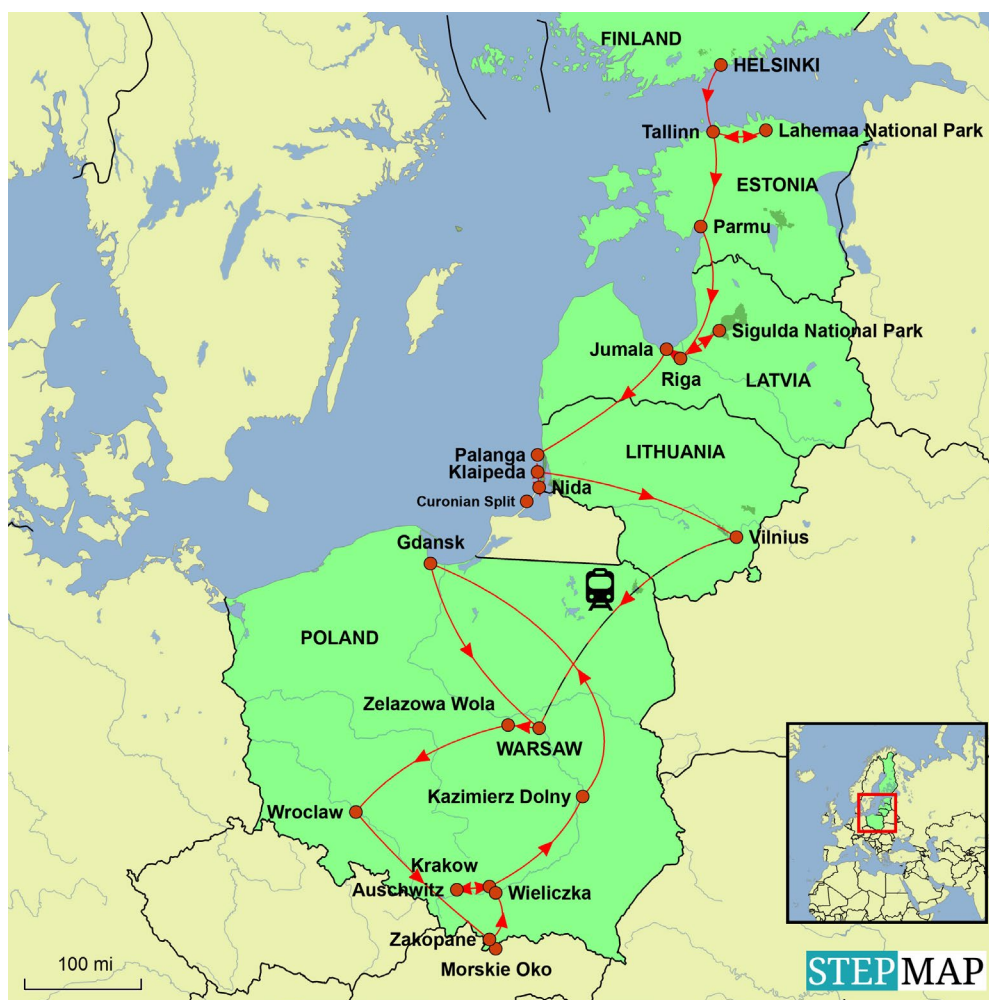 FINLAND
HELSINKI
Tallinn
Lahemaa National Park
ESTONIA
Parmu
Sigulda National Park
Jumala
Riga
LATVIA
Palanga
LITHUANIA
Klaipeda
Nida
Curonian Split
Vilnius
Gdansk
POLAND
Zelazowa Wola
WARSAW
Kazimierz Dolny
Wroclaw
Krakow
Auschwitz
Wieliczka
Zakopane
Morskie Oko
100 mi
STEPMAP